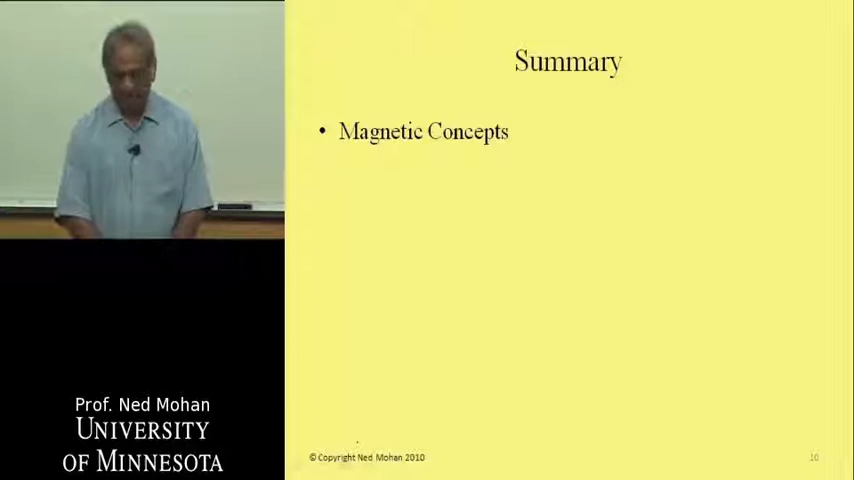 Summary
• Magnetic Concepts
Prof. Ned Mohan
UNIVERSITY
OF MINNESOTA
© Copyright Ned Mohan 2010
10